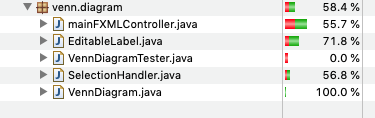 venn.diagram 58.4 %
mainFXMLController.java 55.7 %
EditableLabel.java 71.8 %
VennDiagramTester.java 0.0 %
SelectionHandler.java 56.8 %
VennDiagram.java 100.0 %